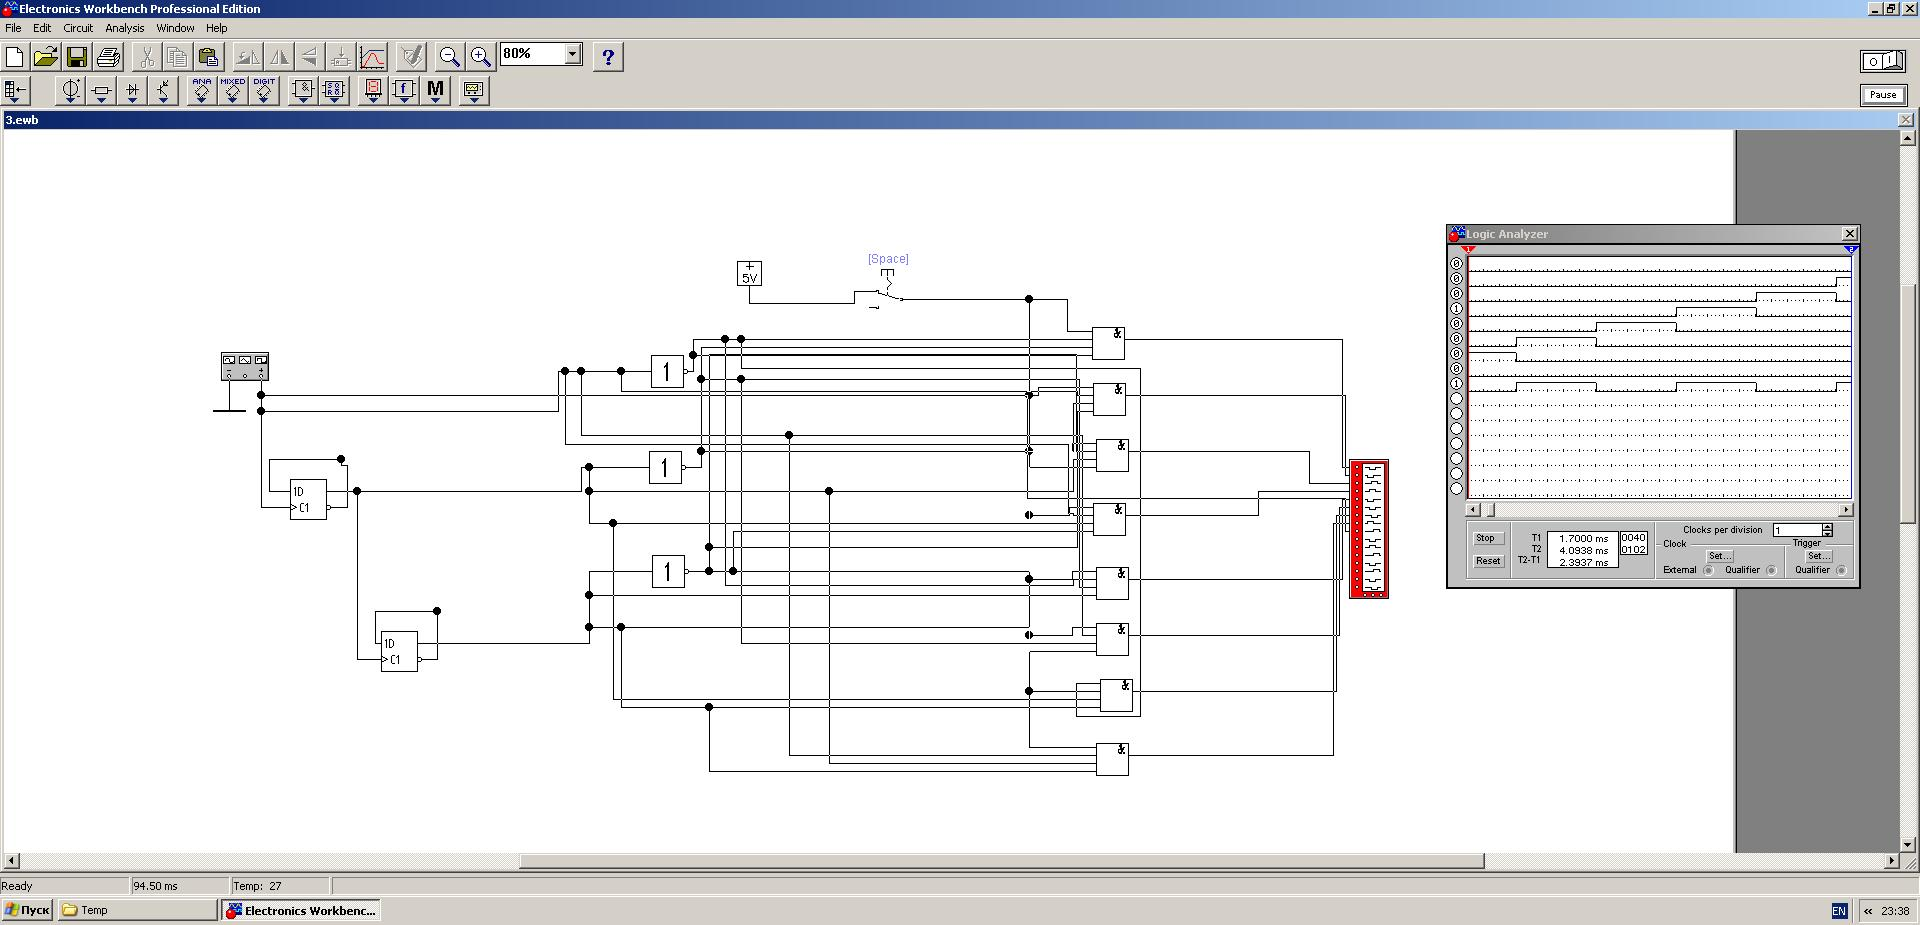 Electronics Workbench Professional Edition
File Edit Circuit Analysis Window Help
80%
?
ANA MIXED DIGIT
f M
O I
Pause
3.ewb
[Space]
+
5V
Logic Analyzer
1 2
&
1
&
1
&
1D
C1
&
1
&
1D
C1
&
&
&
0
0
0
1
0
0
0
0
1
Stop
Reset
T1 1.7000 ms 0040
T2 4.0938 ms 0102
T2-T1 2.3937 ms
Clocks per division 1
Clock Trigger
Set... Set...
External Qualifier Qualifier
Ready 94.50 ms Temp: 27
Пуск Temp Electronics Workbenc... EN « 23:38